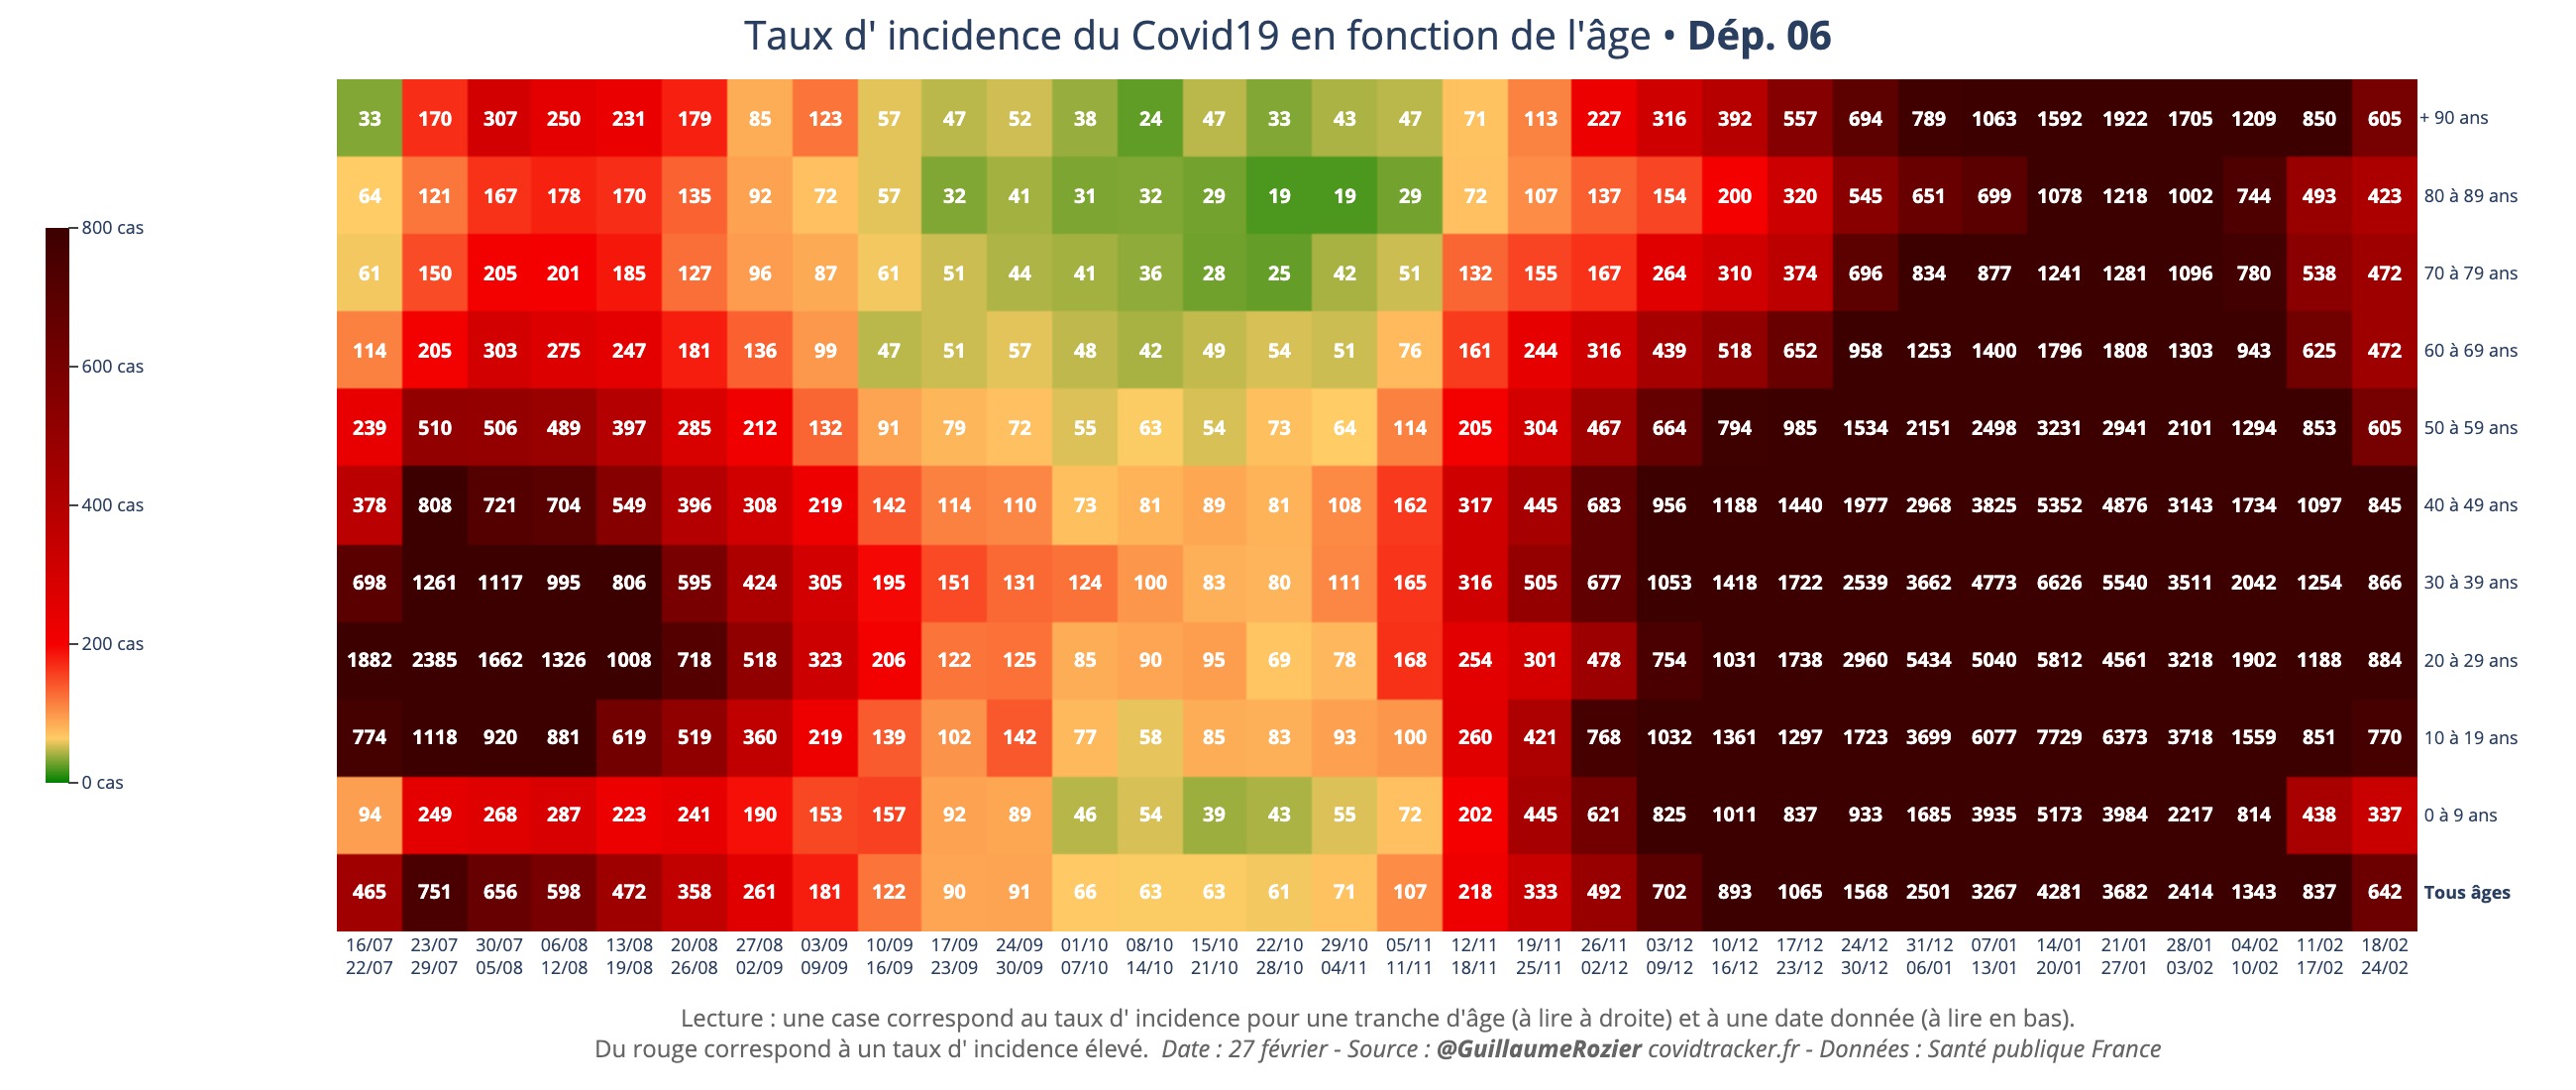 Taux d' incidence du Covid19 en fonction de l'âge • Dép. 06
33 170 307 250 231 179 85 123 57 47 52 38 24 47 33 43 47 71 113 227 316 392 557 694 789 1063 1592 1922 1705 1209 850 605 + 90 ans
64 121 167 178 170 135 92 72 57 32 41 31 32 29 19 19 29 72 107 137 154 200 320 545 651 699 1078 1218 1002 744 493 423 80 à 89 ans
800 cas
61 150 205 201 185 127 96 87 61 51 44 41 36 28 25 42 51 132 155 167 264 310 374 696 834 877 1241 1281 1096 780 538 472 70 à 79 ans
114 205 303 275 247 181 136 99 47 51 57 48 42 49 54 51 76 161 244 316 439 518 652 958 1253 1400 1796 1808 1303 943 625 472 60 à 69 ans
600 cas
239 510 506 489 397 285 212 132 91 79 72 55 63 54 73 64 114 205 304 467 664 794 985 1534 2151 2498 3231 2941 2101 1294 853 605 50 à 59 ans
400 cas
378 808 721 704 549 396 308 219 142 114 110 73 81 89 81 108 162 317 445 683 956 1188 1440 1977 2968 3825 5352 4876 3143 1734 1097 845 40 à 49 ans
698 1261 1117 995 806 595 424 305 195 151 131 124 100 83 80 111 165 316 505 677 1053 1418 1722 2539 3662 4773 6626 5540 3511 2042 1254 866 30 à 39 ans
200 cas
1882 2385 1662 1326 1008 718 518 323 206 122 125 85 90 95 69 78 168 254 301 478 754 1031 1738 2960 5434 5040 5812 4561 3218 1902 1188 884 20 à 29 ans
774 1118 920 881 619 519 360 219 139 102 142 77 58 85 83 93 100 260 421 768 1032 1361 1297 1723 3699 6077 7729 6373 3718 1559 851 770 10 à 19 ans
0 cas
94 249 268 287 223 241 190 153 157 92 89 46 54 39 43 55 72 202 445 621 825 1011 837 933 1685 3935 5173 3984 2217 814 438 337 0 à 9 ans
465 751 656 598 472 358 261 181 122 90 91 66 63 63 61 71 107 218 333 492 702 893 1065 1568 2501 3267 4281 3682 2414 1343 837 642 Tous âges
16/07 23/07 30/07 06/08 13/08 20/08 27/08 03/09 10/09 17/09 24/09 01/10 08/10 15/10 22/10 29/10 05/11 12/11 19/11 26/11 03/12 10/12 17/12 24/12 31/12 07/01 14/01 21/01 28/01 04/02 11/02 18/02
22/07 29/07 05/08 12/08 19/08 26/08 02/09 09/09 16/09 23/09 30/09 07/10 14/10 21/10 28/10 04/11 11/11 18/11 25/11 02/12 09/12 16/12 23/12 30/12 06/01 13/01 20/01 27/01 03/02 10/02 17/02 24/02
Lecture : une case correspond au taux d' incidence pour une tranche d'âge (à lire à droite) et à une date donnée (à lire en bas).
Du rouge correspond à un taux d' incidence élevé. Date : 27 février - Source : @GuillaumeRozier covidtracker.fr - Données : Santé publique France